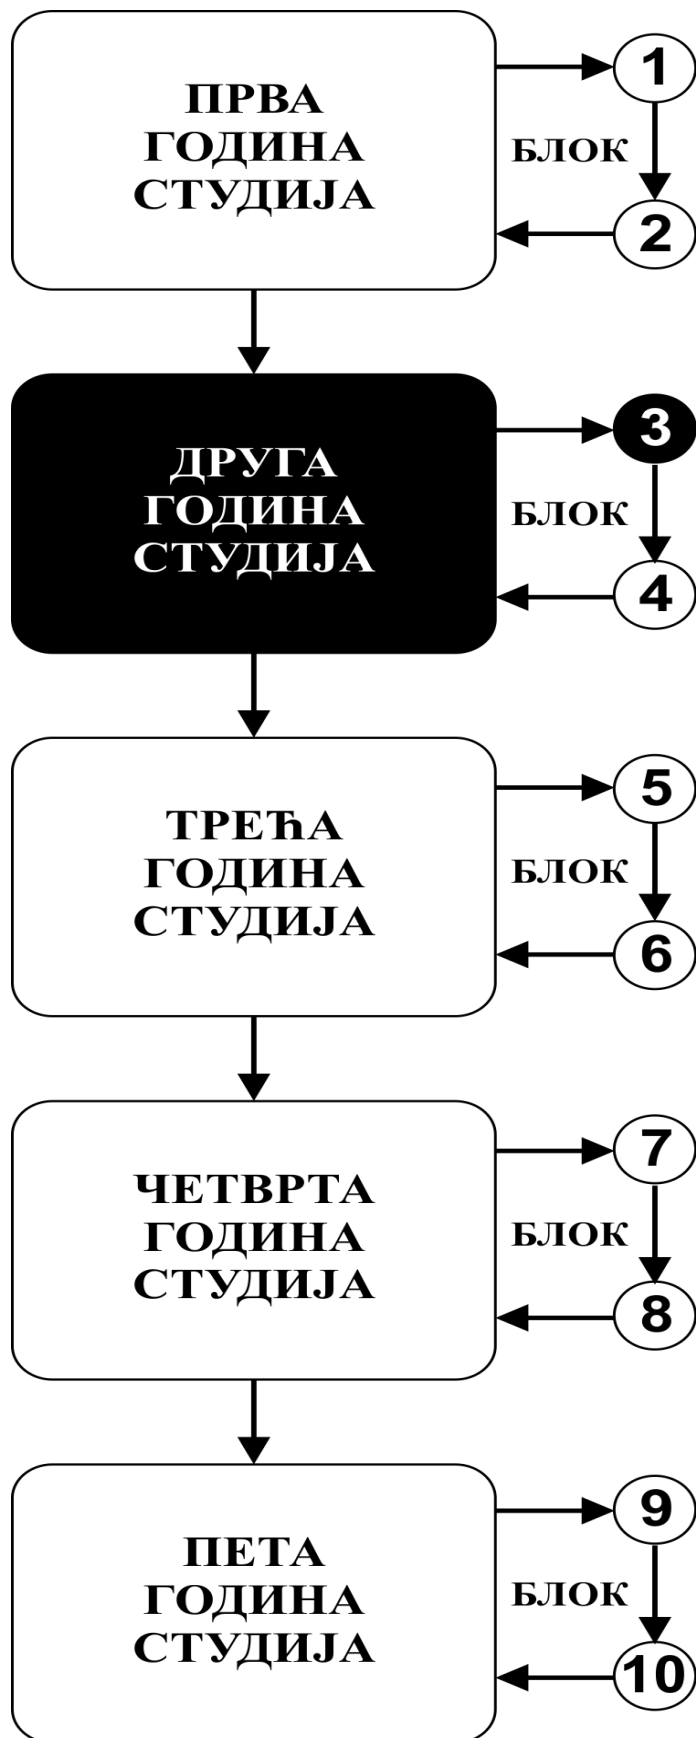 ПРВА
ГОДИНА
СТУДИЈА
1
БЛОК
2
ДРУГА
ГОДИНА
СТУДИЈА
3
БЛОК
4
ТРЕЋА
ГОДИНА
СТУДИЈА
5
БЛОК
6
ЧЕТВРТА
ГОДИНА
СТУДИЈА
7
БЛОК
8
ПЕТА
ГОДИНА
СТУДИЈА
9
БЛОК
10